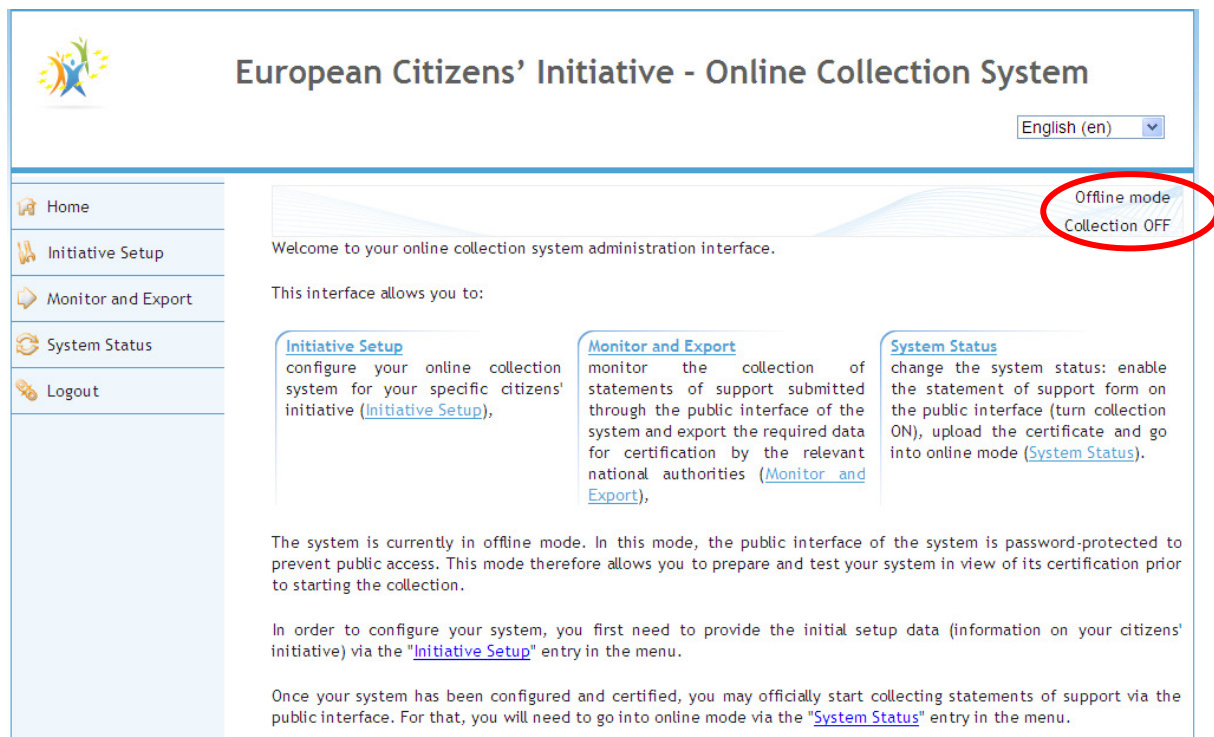 European Citizens’ Initiative - Online Collection System
English (en)
Home
Initiative Setup
Monitor and Export
System Status
Logout
Offline mode
Collection OFF
Welcome to your online collection system administration interface.
This interface allows you to:
Initiative Setup
configure your online collection
system for your specific citizens'
initiative (Initiative Setup),
Monitor and Export
monitor the collection of
statements of support submitted
through the public interface of the
system and export the required data
for certification by the relevant
national authorities (Monitor and
Export),
System Status
change the system status: enable
the statement of support form on
the public interface (turn collection
ON), upload the certificate and go
into online mode (System Status).
The system is currently in offline mode. In this mode, the public interface of the system is password-protected to
prevent public access. This mode therefore allows you to prepare and test your system in view of its certification prior
to starting the collection.
In order to configure your system, you first need to provide the initial setup data (information on your citizens'
initiative) via the "Initiative Setup" entry in the menu.
Once your system has been configured and certified, you may officially start collecting statements of support via the
public interface. For that, you will need to go into online mode via the "System Status" entry in the menu.